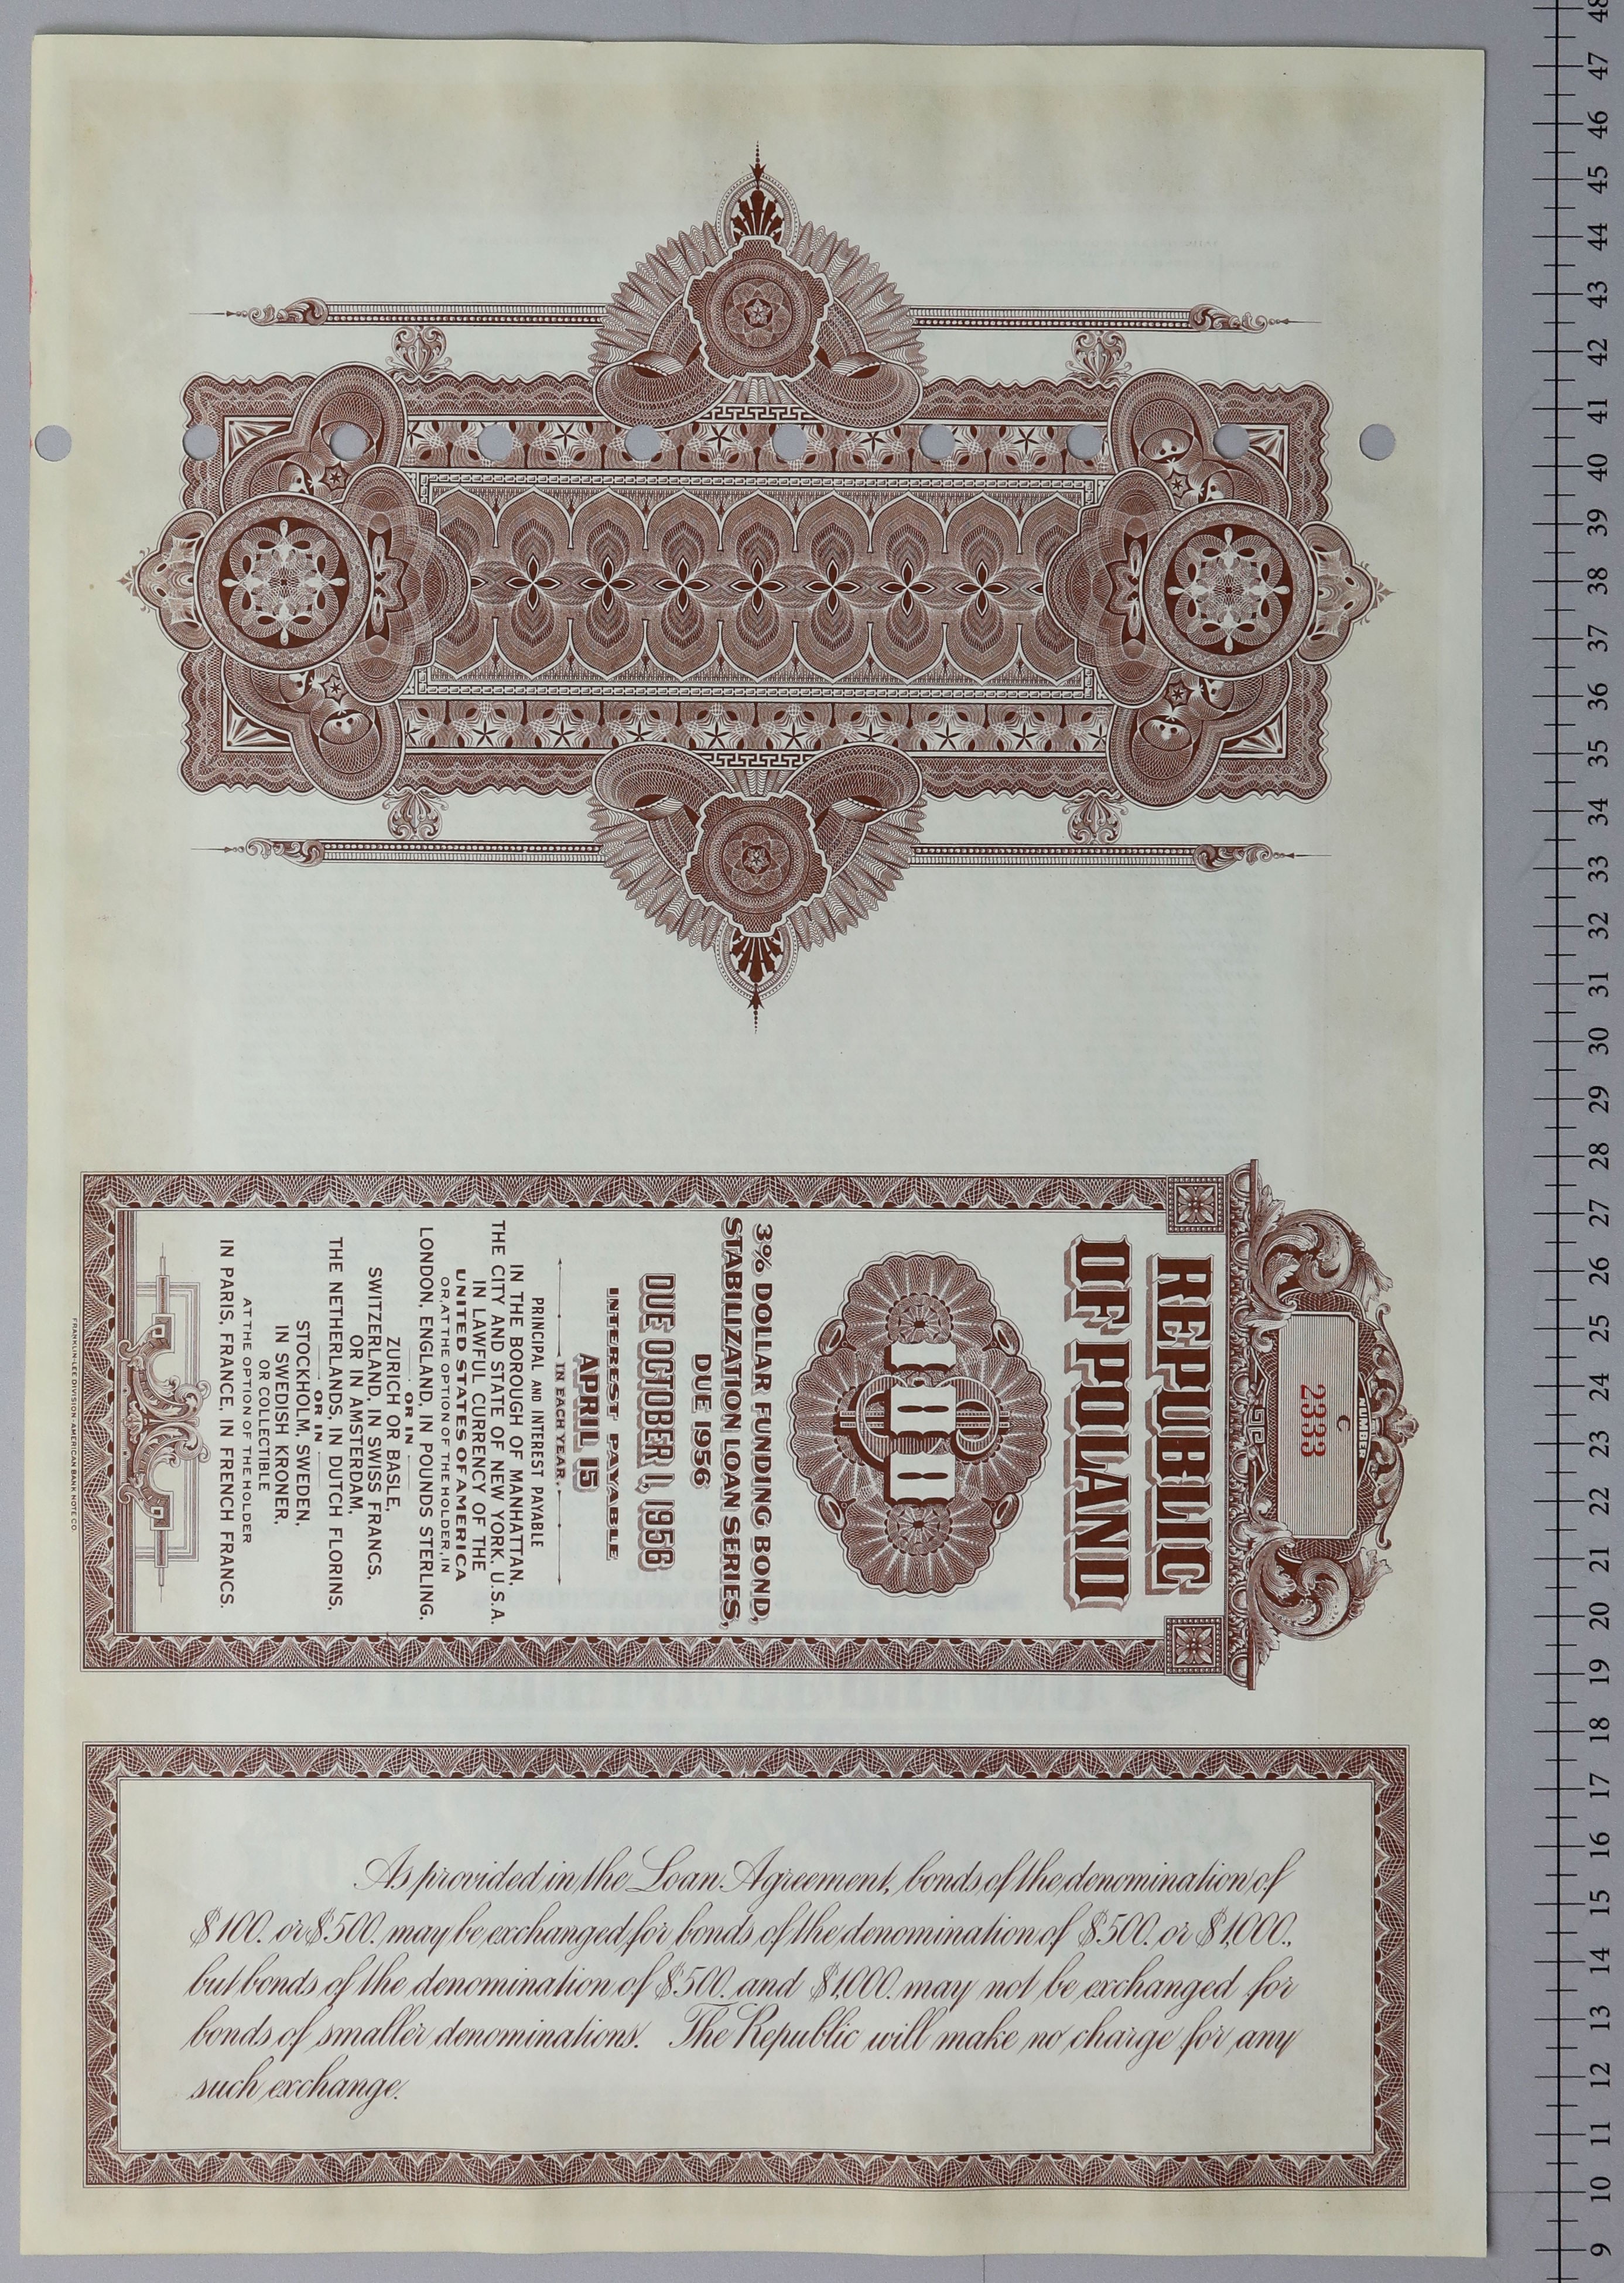 NUMBER
C
2333
REPUBLIC
OF POLAND
$100
3% DOLLAR FUNDING BOND,
STABILIZATION LOAN SERIES,
DUE 1956
DUE OCTOBER 1, 1956
INTEREST PAYABLE
APRIL 15
IN EACH YEAR.
PRINCIPAL AND INTEREST PAYABLE
IN THE BOROUGH OF MANHATTAN,
THE CITY AND STATE OF NEW YORK, U.S.A.
IN LAWFUL CURRENCY OF THE
UNITED STATES OF AMERICA
OR, AT THE OPTION OF THE HOLDER, IN
LONDON, ENGLAND, IN POUNDS STERLING,
OR IN
ZURICH OR BASLE,
SWITZERLAND, IN SWISS FRANCS,
OR IN AMSTERDAM,
THE NETHERLANDS, IN DUTCH FLORINS,
OR IN
STOCKHOLM, SWEDEN,
IN SWEDISH KRONER,
OR COLLECTIBLE
AT THE OPTION OF THE HOLDER
IN PARIS, FRANCE, IN FRENCH FRANCS.
FRANKLIN-LEE DIVISION-AMERICAN BANK NOTE CO.
As provided in the Loan Agreement, bonds of the denomination of
$100. or $500. may be exchanged for bonds of the denomination of $500. or $1,000.,
but bonds of the denomination of $500. and $1,000. may not be exchanged for
bonds of smaller denominations. The Republic will make no charge for any
such exchange.
48
47
46
45
44
43
42
41
40
39
38
37
36
35
34
33
32
31
30
29
28
27
26
25
24
23
22
21
20
19
18
17
16
15
14
13
12
11
10
9